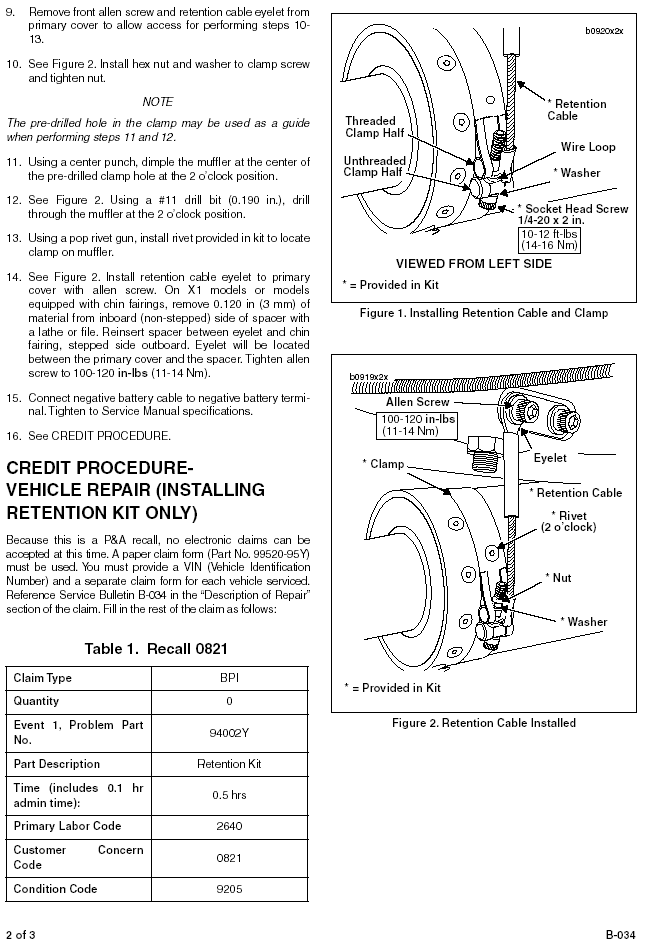 9. Remove front allen screw and retention cable eyelet from
primary cover to allow access for performing steps 10-
13.
10. See Figure 2. Install hex nut and washer to clamp screw
and tighten nut.
NOTE
The pre-drilled hole in the clamp may be used as a guide
when performing steps 11 and 12.
11. Using a center punch, dimple the muffler at the center of
the pre-drilled clamp hole at the 2 o'clock position.
12. See Figure 2. Using a #11 drill bit (0.190 in.), drill
through the muffler at the 2 o'clock position.
13. Using a pop rivet gun, install rivet provided in kit to locate
clamp on muffler.
14. See Figure 2. Install retention cable eyelet to primary
cover with allen screw. On X1 models or models
equipped with chin fairings, remove 0.120 in (3 mm) of
material from inboard (non-stepped) side of spacer with
a lathe or file. Reinsert spacer between eyelet and chin
fairing, stepped side outboard. Eyelet will be located
between the primary cover and the spacer. Tighten allen
screw to 100-120 in-lbs (11-14 Nm).
15. Connect negative battery cable to negative battery termi-
nal. Tighten to Service Manual specifications.
16. See CREDIT PROCEDURE.
CREDIT PROCEDURE-
VEHICLE REPAIR (INSTALLING
RETENTION KIT ONLY)
Because this is a P&A recall, no electronic claims can be
accepted at this time. A paper claim form (Part No. 99520-95Y)
must be used. You must provide a VIN (Vehicle Identification
Number) and a separate claim form for each vehicle serviced.
Reference Service Bulletin B-034 in the “Description of Repair”
section of the claim. Fill in the rest of the claim as follows:
Table 1. Recall 0821
Claim Type BPI
Quantity 0
Event 1, Problem Part
No. 94002Y
Part Description Retention Kit
Time (includes 0.1 hr
admin time): 0.5 hrs
Primary Labor Code 2640
Customer Concern
Code 0821
Condition Code 9205
b0920x2x
* Retention
Cable
Threaded
Clamp Half
Wire Loop
Unthreaded
Clamp Half
* Washer
* Socket Head Screw
1/4-20 x 2 in.
10-12 ft-lbs
(14-16 Nm)
VIEWED FROM LEFT SIDE
* = Provided in Kit
Figure 1. Installing Retention Cable and Clamp
b0919x2x
Allen Screw
100-120 in-lbs
(11-14 Nm)
Eyelet
* Clamp
* Retention Cable
* Rivet
(2 o'clock)
* Nut
* Washer
* = Provided in Kit
Figure 2. Retention Cable Installed
2 of 3
B-034